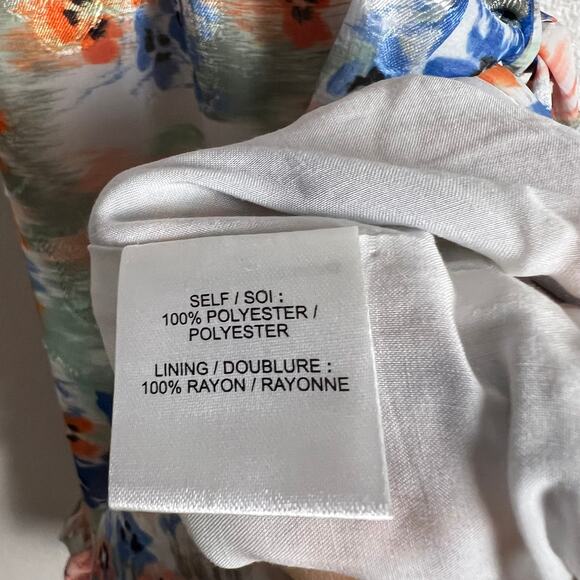 SELF / SOI :
100% POLYESTER /
POLYESTER
LINING / DOUBLURE :
100% RAYON / RAYONNE